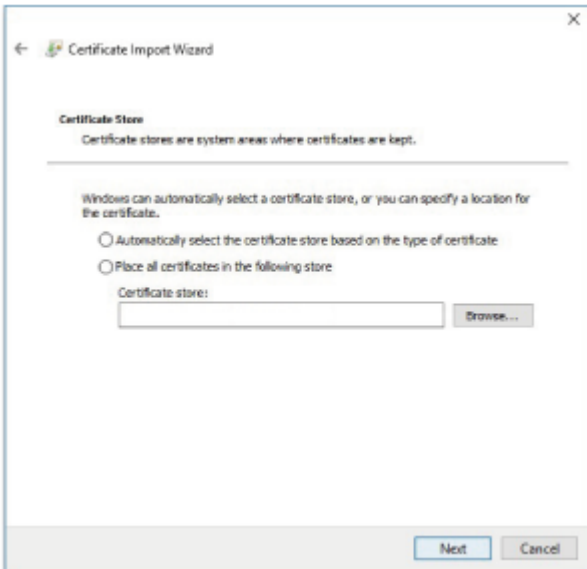 Certificate Import Wizard
Certificate Store
Certificate stores are system areas where certificates are kept.
Windows can automatically select a certificate store, or you can specify a location for
the certificate.
Automatically select the certificate store based on the type of certificate
Place all certificates in the following store
Certificate store:
Browse...
Next Cancel